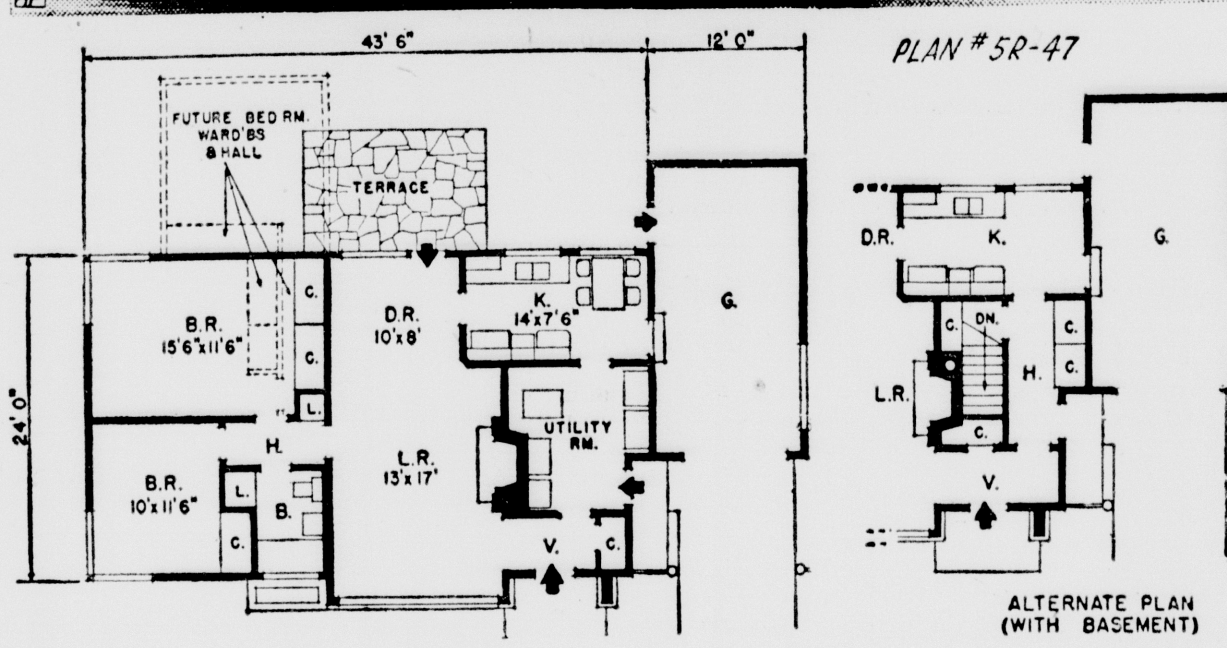 43' 6"
12' 0"
PLAN # 5R-47
FUTURE BED RM.
WARD'BS
& HALL
TERRACE
24' 0"
B.R.
15'6"x11'6"
C.
C.
L.
D.R.
10'x8'
K.
14'x7'6"
G.
H.
L.R.
13'x17'
UTILITY
RM.
B.R.
10'x11'6"
L.
C.
B.
V.
C.
D.R.
K.
G.
C.
DN.
C.
C.
H.
L.R.
C.
V.
ALTERNATE PLAN
(WITH BASEMENT)